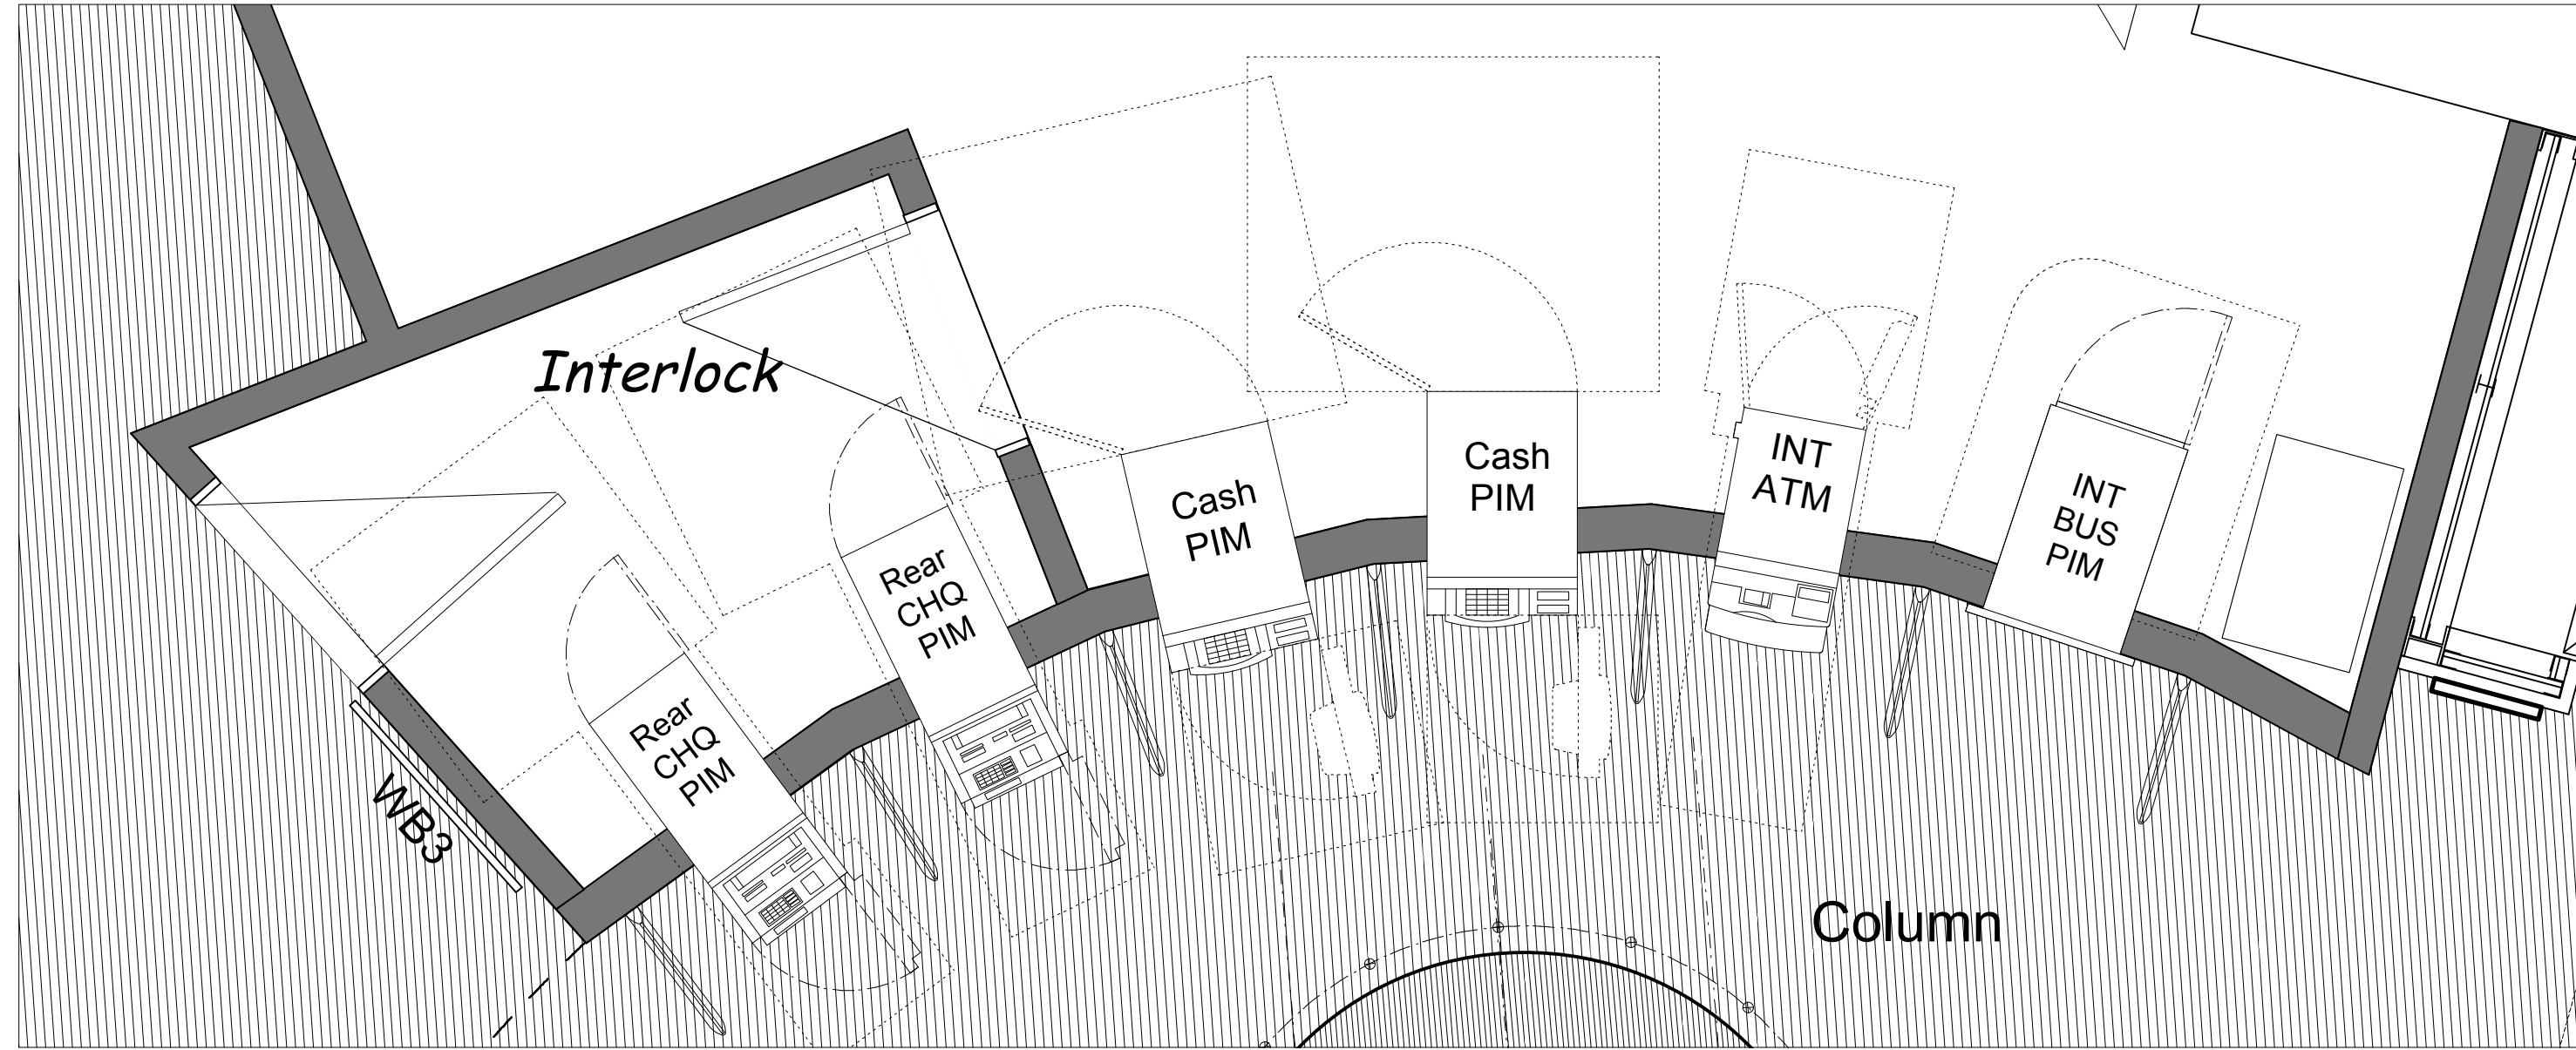 Interlock
WB3
Rear
CHQ
PIM
Rear
CHQ
PIM
Cash
PIM
Cash
PIM
INT
ATM
INT
BUS
PIM
Column